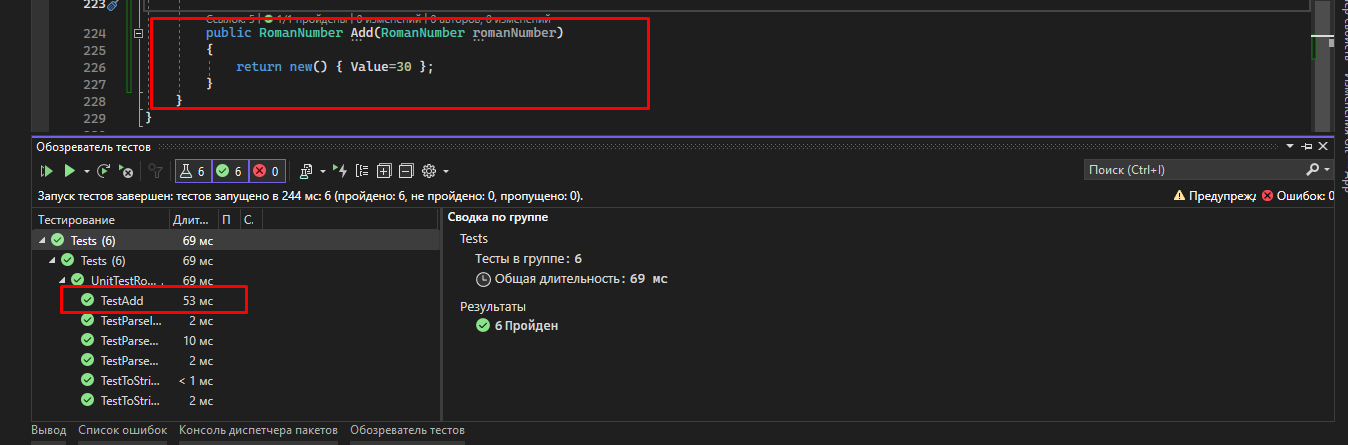 223
Ссылок: 5 | 1/1 пройдены | 0 изменений | 0 авторов, 0 изменений
224 public RomanNumber Add(RomanNumber romanNumber)
225 {
226 return new() { Value=30 };
227 }
228 }
229 }
Обозреватель тестов
6 6 0
Поиск (Ctrl+I)
Запуск тестов завершен: тестов запущено в 244 мс: 6 (пройдено: 6, не пройдено: 0, пропущено: 0).
Предупрежд Ошибок: 0
Тестирование Длит... П С.
Tests (6) 69 мс
Tests (6) 69 мс
UnitTestRo... 69 мс
TestAdd 53 мс
TestParseI... 2 мс
TestParse... 10 мс
TestParse... 2 мс
TestToStri... < 1 мс
TestToStri... 2 мс
Сводка по группе
Tests
Тесты в группе: 6
Общая длительность: 69 мс
Результаты
6 Пройден
Вывод Список ошибок Консоль диспетчера пакетов Обозреватель тестов